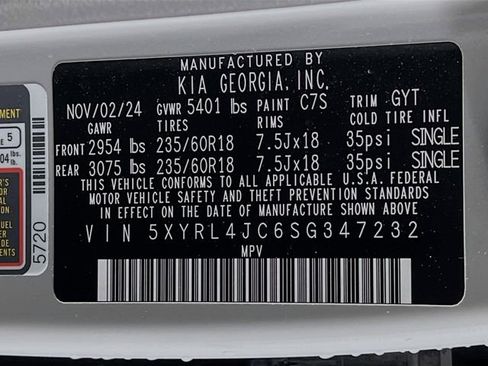 MANUFACTURED BY
KIA GEORGIA, INC.
NOV/02/24 GVWR 5401 lbs PAINT C7S TRIM GYT
GAWR TIRES RIMS COLD TIRE INFL
FRONT 2954 lbs 235/60R18 7.5Jx18 35psi SINGLE
REAR 3075 lbs 235/60R18 7.5Jx18 35psi SINGLE
THIS VEHICLE CONFORMS TO ALL APPLICABLE U.S.A. FEDERAL
MOTOR VEHICLE SAFETY AND THEFT PREVENTION STANDARDS
IN EFFECT ON THE DATE OF MANUFACTURE SHOWN ABOVE
VIN 5XYRL4JC6SG347232
MPV
5
5720